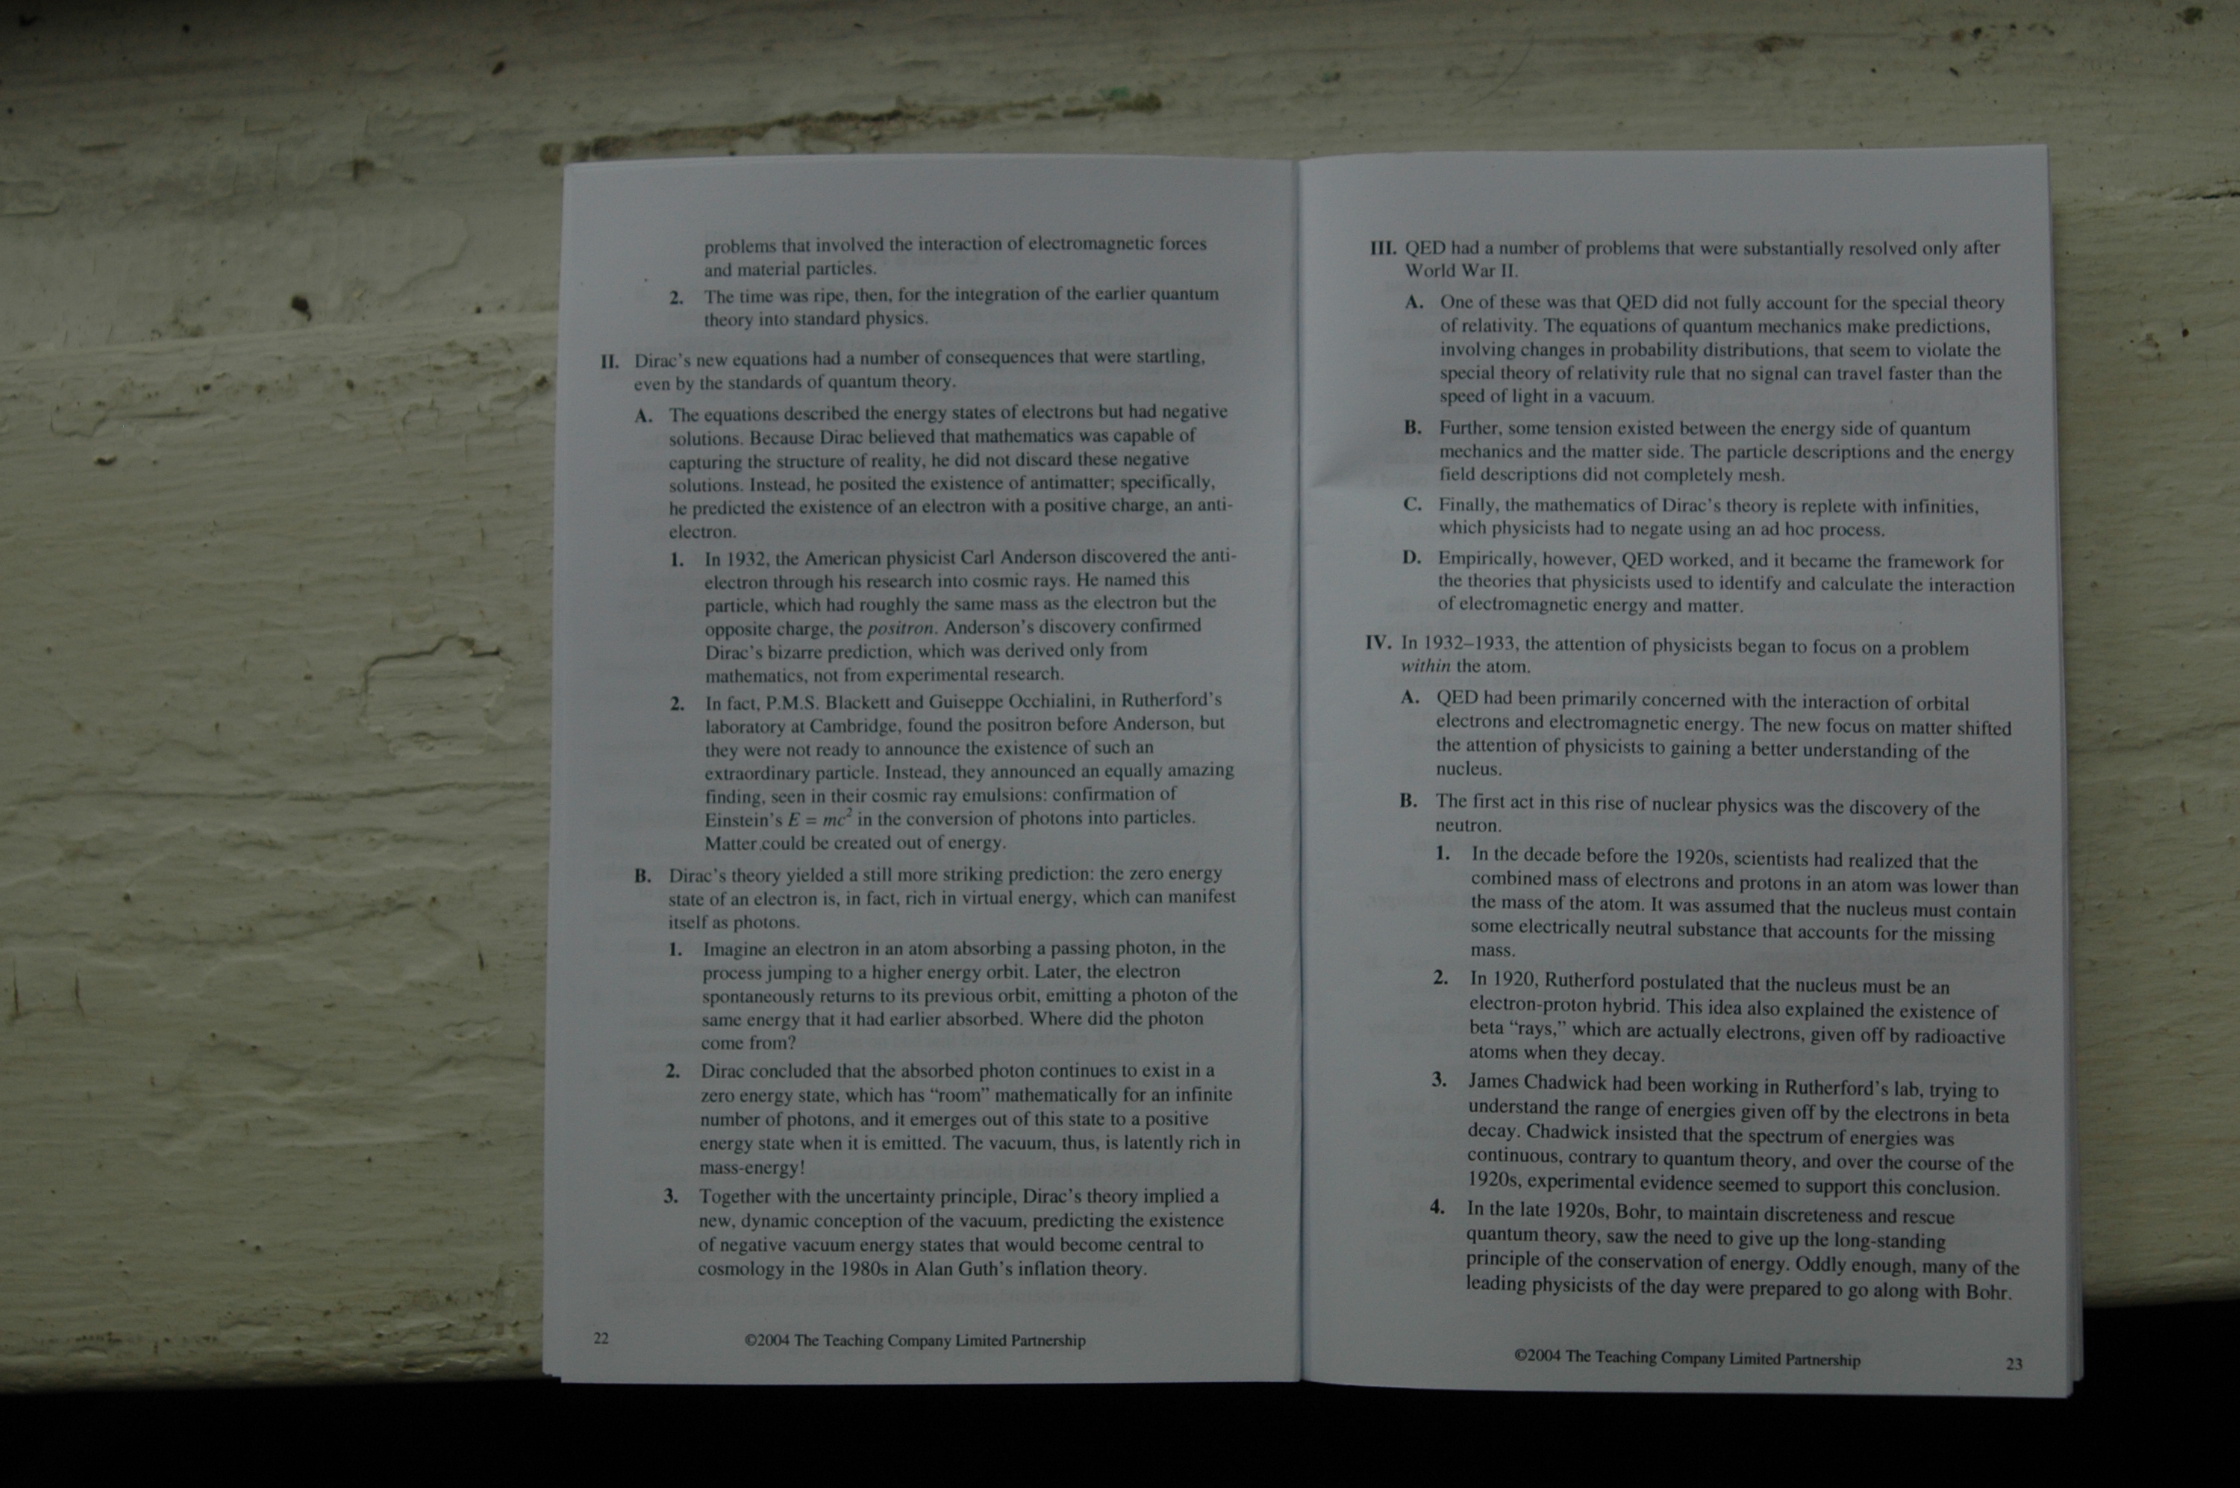 problems that involved the interaction of electromagnetic forces
and material particles.
2. The time was ripe, then, for the integration of the earlier quantum
theory into standard physics.
II. Dirac's new equations had a number of consequences that were startling,
even by the standards of quantum theory.
A. The equations described the energy states of electrons but had negative
solutions. Because Dirac believed that mathematics was capable of
capturing the structure of reality, he did not discard these negative
solutions. Instead, he posited the existence of antimatter; specifically,
he predicted the existence of an electron with a positive charge, an anti-
electron.
1. In 1932, the American physicist Carl Anderson discovered the anti-
electron through his research into cosmic rays. He named this
particle, which had roughly the same mass as the electron but the
opposite charge, the positron. Anderson's discovery confirmed
Dirac's bizarre prediction, which was derived only from
mathematics, not from experimental research.
2. In fact, P.M.S. Blackett and Guiseppe Occhialini, in Rutherford's
laboratory at Cambridge, found the positron before Anderson, but
they were not ready to announce the existence of such an
extraordinary particle. Instead, they announced an equally amazing
finding, seen in their cosmic ray emulsions: confirmation of
Einstein's E = mc² in the conversion of photons into particles.
Matter could be created out of energy.
B. Dirac's theory yielded a still more striking prediction: the zero energy
state of an electron is, in fact, rich in virtual energy, which can manifest
itself as photons.
1. Imagine an electron in an atom absorbing a passing photon, in the
process jumping to a higher energy orbit. Later, the electron
spontaneously returns to its previous orbit, emitting a photon of the
same energy that it had earlier absorbed. Where did the photon
come from?
2. Dirac concluded that the absorbed photon continues to exist in a
zero energy state, which has "room" mathematically for an infinite
number of photons, and it emerges out of this state to a positive
energy state when it is emitted. The vacuum, thus, is latently rich in
mass-energy!
3. Together with the uncertainty principle, Dirac's theory implied a
new, dynamic conception of the vacuum, predicting the existence
of negative vacuum energy states that would become central to
cosmology in the 1980s in Alan Guth's inflation theory.
22 ©2004 The Teaching Company Limited Partnership
III. QED had a number of problems that were substantially resolved only after
World War II.
A. One of these was that QED did not fully account for the special theory
of relativity. The equations of quantum mechanics make predictions,
involving changes in probability distributions, that seem to violate the
special theory of relativity rule that no signal can travel faster than the
speed of light in a vacuum.
B. Further, some tension existed between the energy side of quantum
mechanics and the matter side. The particle descriptions and the energy
field descriptions did not completely mesh.
C. Finally, the mathematics of Dirac's theory is replete with infinities,
which physicists had to negate using an ad hoc process.
D. Empirically, however, QED worked, and it became the framework for
the theories that physicists used to identify and calculate the interaction
of electromagnetic energy and matter.
IV. In 1932–1933, the attention of physicists began to focus on a problem
within the atom.
A. QED had been primarily concerned with the interaction of orbital
electrons and electromagnetic energy. The new focus on matter shifted
the attention of physicists to gaining a better understanding of the
nucleus.
B. The first act in this rise of nuclear physics was the discovery of the
neutron.
1. In the decade before the 1920s, scientists had realized that the
combined mass of electrons and protons in an atom was lower than
the mass of the atom. It was assumed that the nucleus must contain
some electrically neutral substance that accounts for the missing
mass.
2. In 1920, Rutherford postulated that the nucleus must be an
electron-proton hybrid. This idea also explained the existence of
beta "rays," which are actually electrons, given off by radioactive
atoms when they decay.
3. James Chadwick had been working in Rutherford's lab, trying to
understand the range of energies given off by the electrons in beta
decay. Chadwick insisted that the spectrum of energies was
continuous, contrary to quantum theory, and over the course of the
1920s, experimental evidence seemed to support this conclusion.
4. In the late 1920s, Bohr, to maintain discreteness and rescue
quantum theory, saw the need to give up the long-standing
principle of the conservation of energy. Oddly enough, many of the
leading physicists of the day were prepared to go along with Bohr.
©2004 The Teaching Company Limited Partnership 23